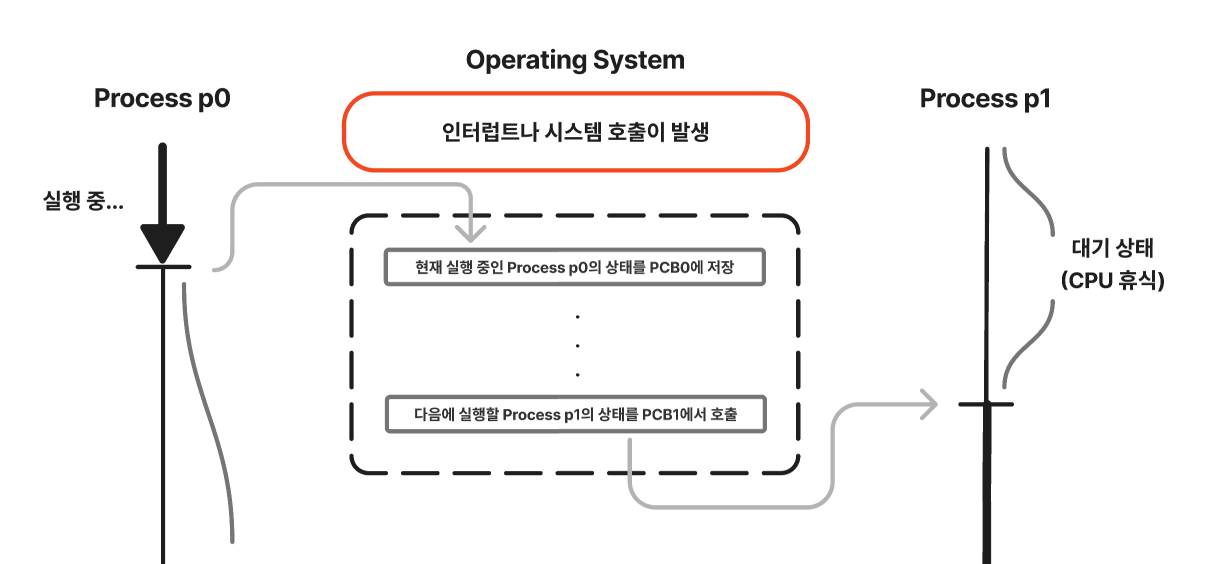 Operating System
Process p0
Process p1
인터럽트나 시스템 호출이 발생
실행 중...
현재 실행 중인 Process p0의 상태를 PCB0에 저장
대기 상태
(CPU 휴식)
다음에 실행할 Process p1의 상태를 PCB1에서 호출